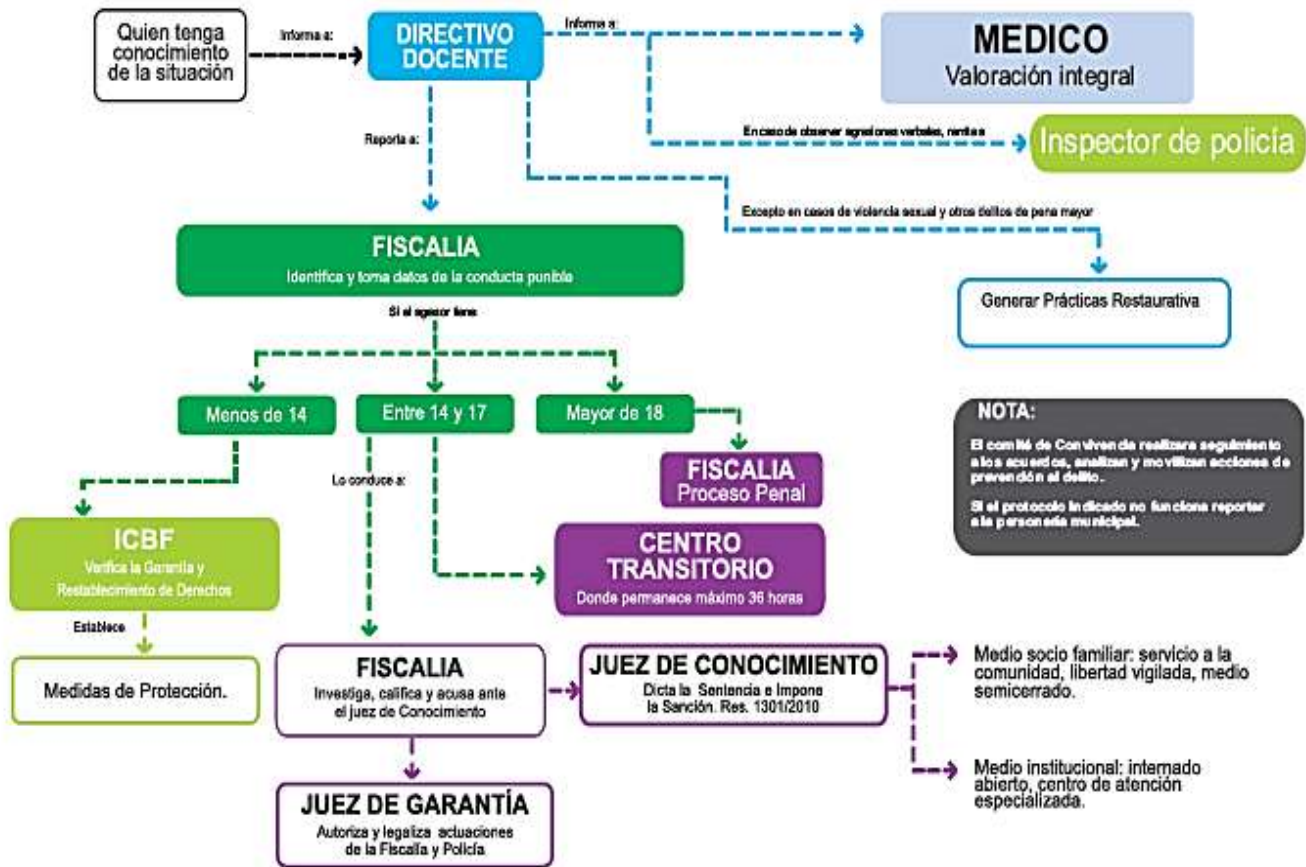 Quien tenga
conocimiento
de la situación
Informa a:
DIRECTIVO
DOCENTE
Informa a:
MEDICO
Valoración integral
En caso de observar agresiones verbales, remite a
Inspector de policía
Reporta a:
Excepto en casos de violencia sexual y otros delitos de pena mayor
Generar Prácticas Restaurativa
FISCALIA
Identifica y toma datos de la conducta punible
Si el agesor tiene
Menos de 14
Entre 14 y 17
Mayor de 18
Lo conduce a:
FISCALIA
Proceso Penal
NOTA:
El comité de Convivencia realizara seguimiento
a los acuerdos, analizan y movilizan acciones de
prevención al delito.
Si el protocolo indicado no funciona reportar
a la personería municipal.
ICBF
Verifica la Garantía y
Restablecimiento de Derechos
CENTRO
TRANSITORIO
Donde permanece máximo 36 horas
Establece
Medidas de Protección.
FISCALIA
Investiga, califica y acusa ante
el juez de Conocimiento
JUEZ DE CONOCIMIENTO
Dicta la Sentencia e Impone
la Sanción. Res. 1301/2010
Medio socio familiar: servicio a la
comunidad, libertad vigilada, medio
semicerrado.
Medio institucional: internado
abierto, centro de atención
especializada.
JUEZ DE GARANTÍA
Autoriza y legaliza actuaciones
de la Fiscalía y Policía